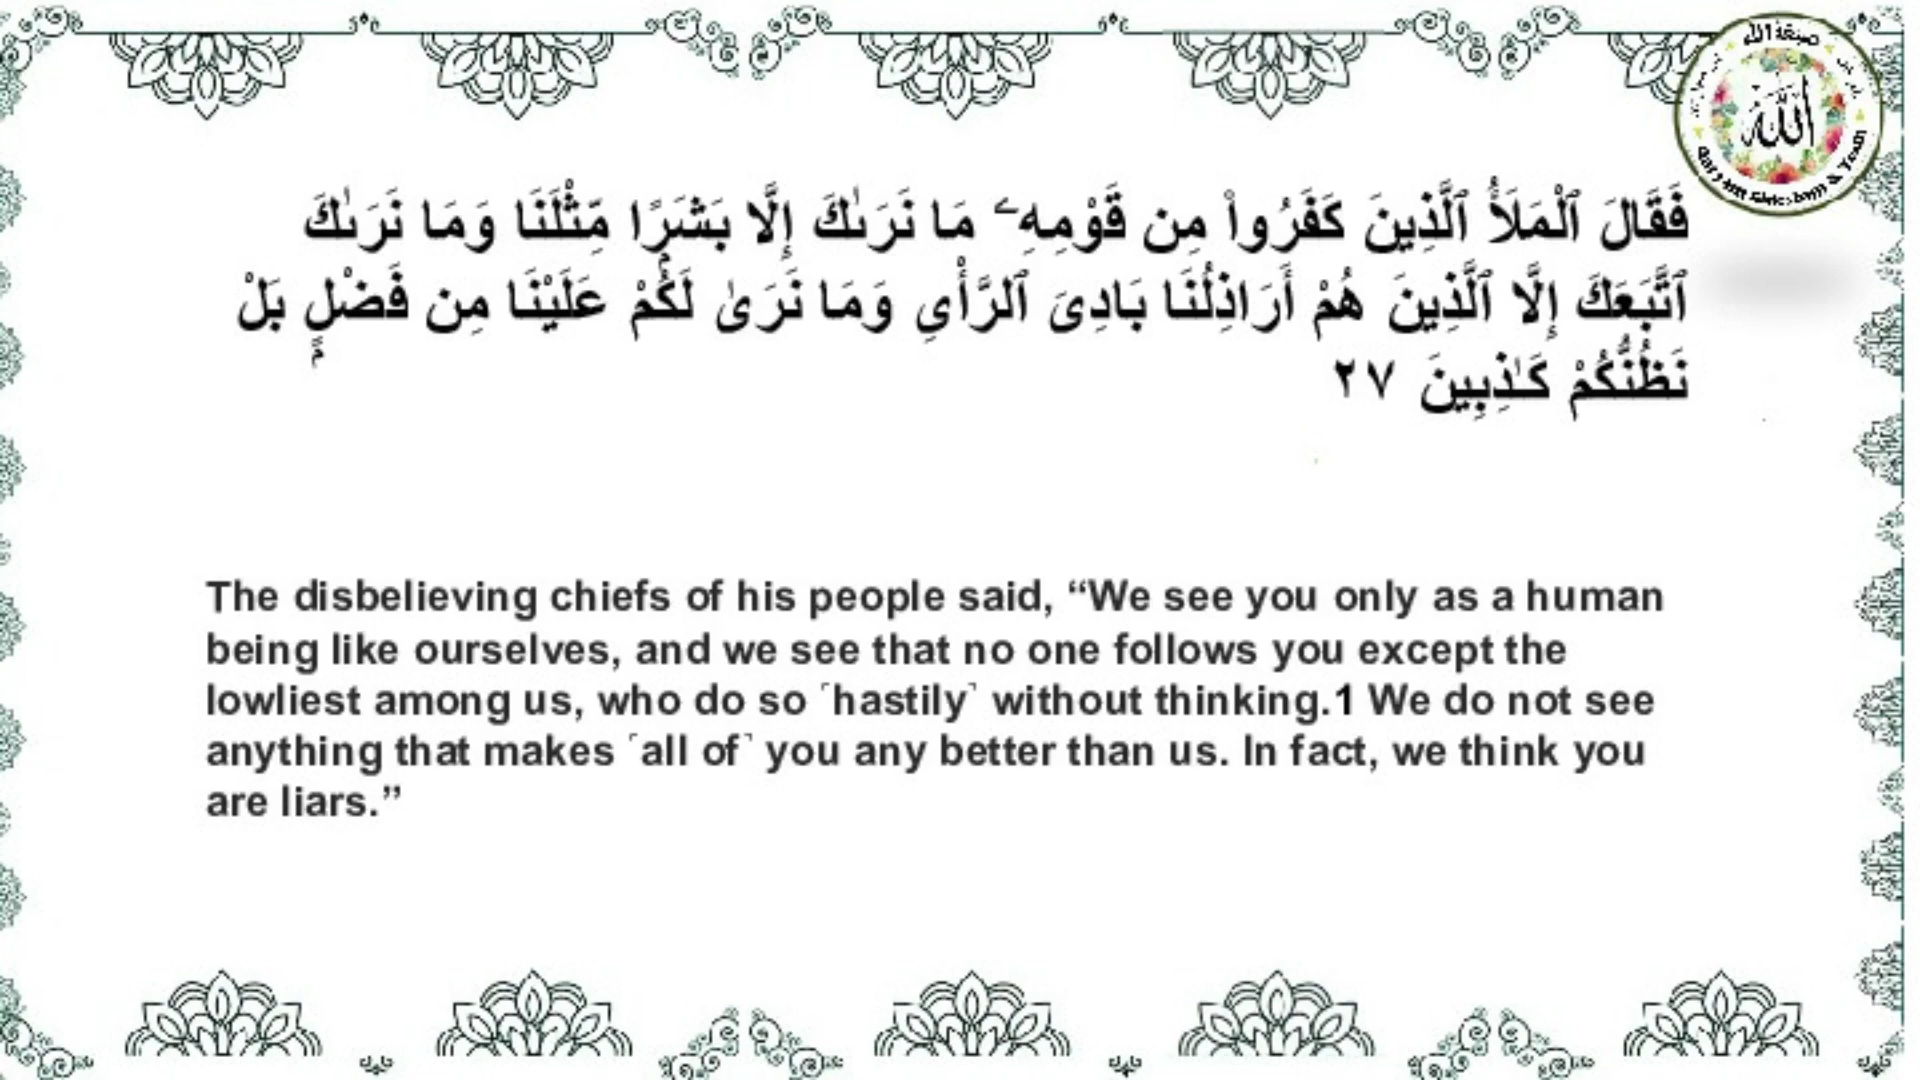 صبغة الله
الله
فَقَالَ ٱلْمَلَأُ ٱلَّذِينَ كَفَرُوا۟ مِن قَوْمِهِۦ مَا نَرَىٰكَ إِلَّا بَشَرًۭا مِّثْلَنَا وَمَا نَرَىٰكَ
ٱتَّبَعَكَ إِلَّا ٱلَّذِينَ هُمْ أَرَاذِلُنَا بَادِىَ ٱلرَّأْىِ وَمَا نَرَىٰ لَكُمْ عَلَيْنَا مِن فَضْلٍۭ بَلْ
نَظُنُّكُمْ كَـٰذِبِينَ ٢٧
The disbelieving chiefs of his people said, “We see you only as a human
being like ourselves, and we see that no one follows you except the
lowliest among us, who do so ˹hastily˺ without thinking.1 We do not see
anything that makes ˹all of˺ you any better than us. In fact, we think you
are liars.”